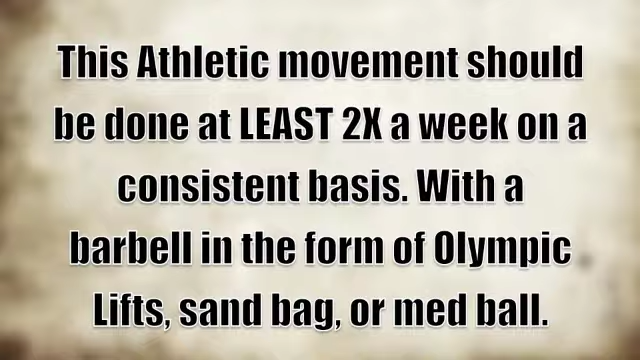 This Athletic movement should
be done at LEAST 2X a week on a
consistent basis. With a
barbell in the form of Olympic
Lifts, sand bag, or med ball.